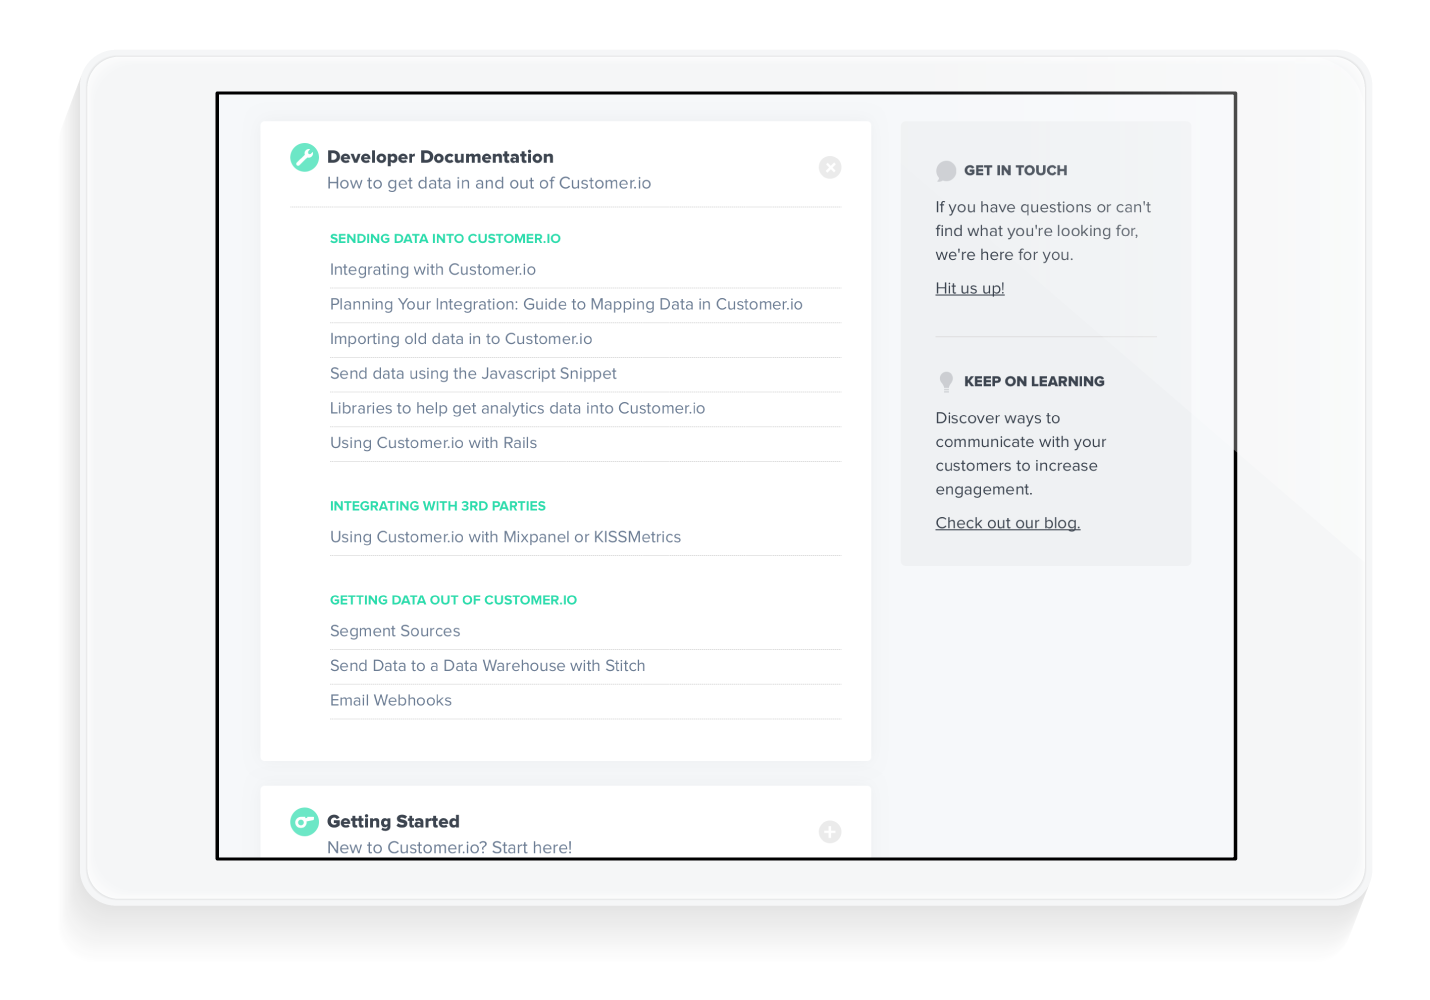 Developer Documentation
How to get data in and out of Customer.io
SENDING DATA INTO CUSTOMER.IO
Integrating with Customer.io
Planning Your Integration: Guide to Mapping Data in Customer.io
Importing old data in to Customer.io
Send data using the Javascript Snippet
Libraries to help get analytics data into Customer.io
Using Customer.io with Rails
INTEGRATING WITH 3RD PARTIES
Using Customer.io with Mixpanel or KISSMetrics
GETTING DATA OUT OF CUSTOMER.IO
Segment Sources
Send Data to a Data Warehouse with Stitch
Email Webhooks
Getting Started
New to Customer.io? Start here!
GET IN TOUCH
If you have questions or can't
find what you're looking for,
we're here for you.
Hit us up!
KEEP ON LEARNING
Discover ways to
communicate with your
customers to increase
engagement.
Check out our blog.